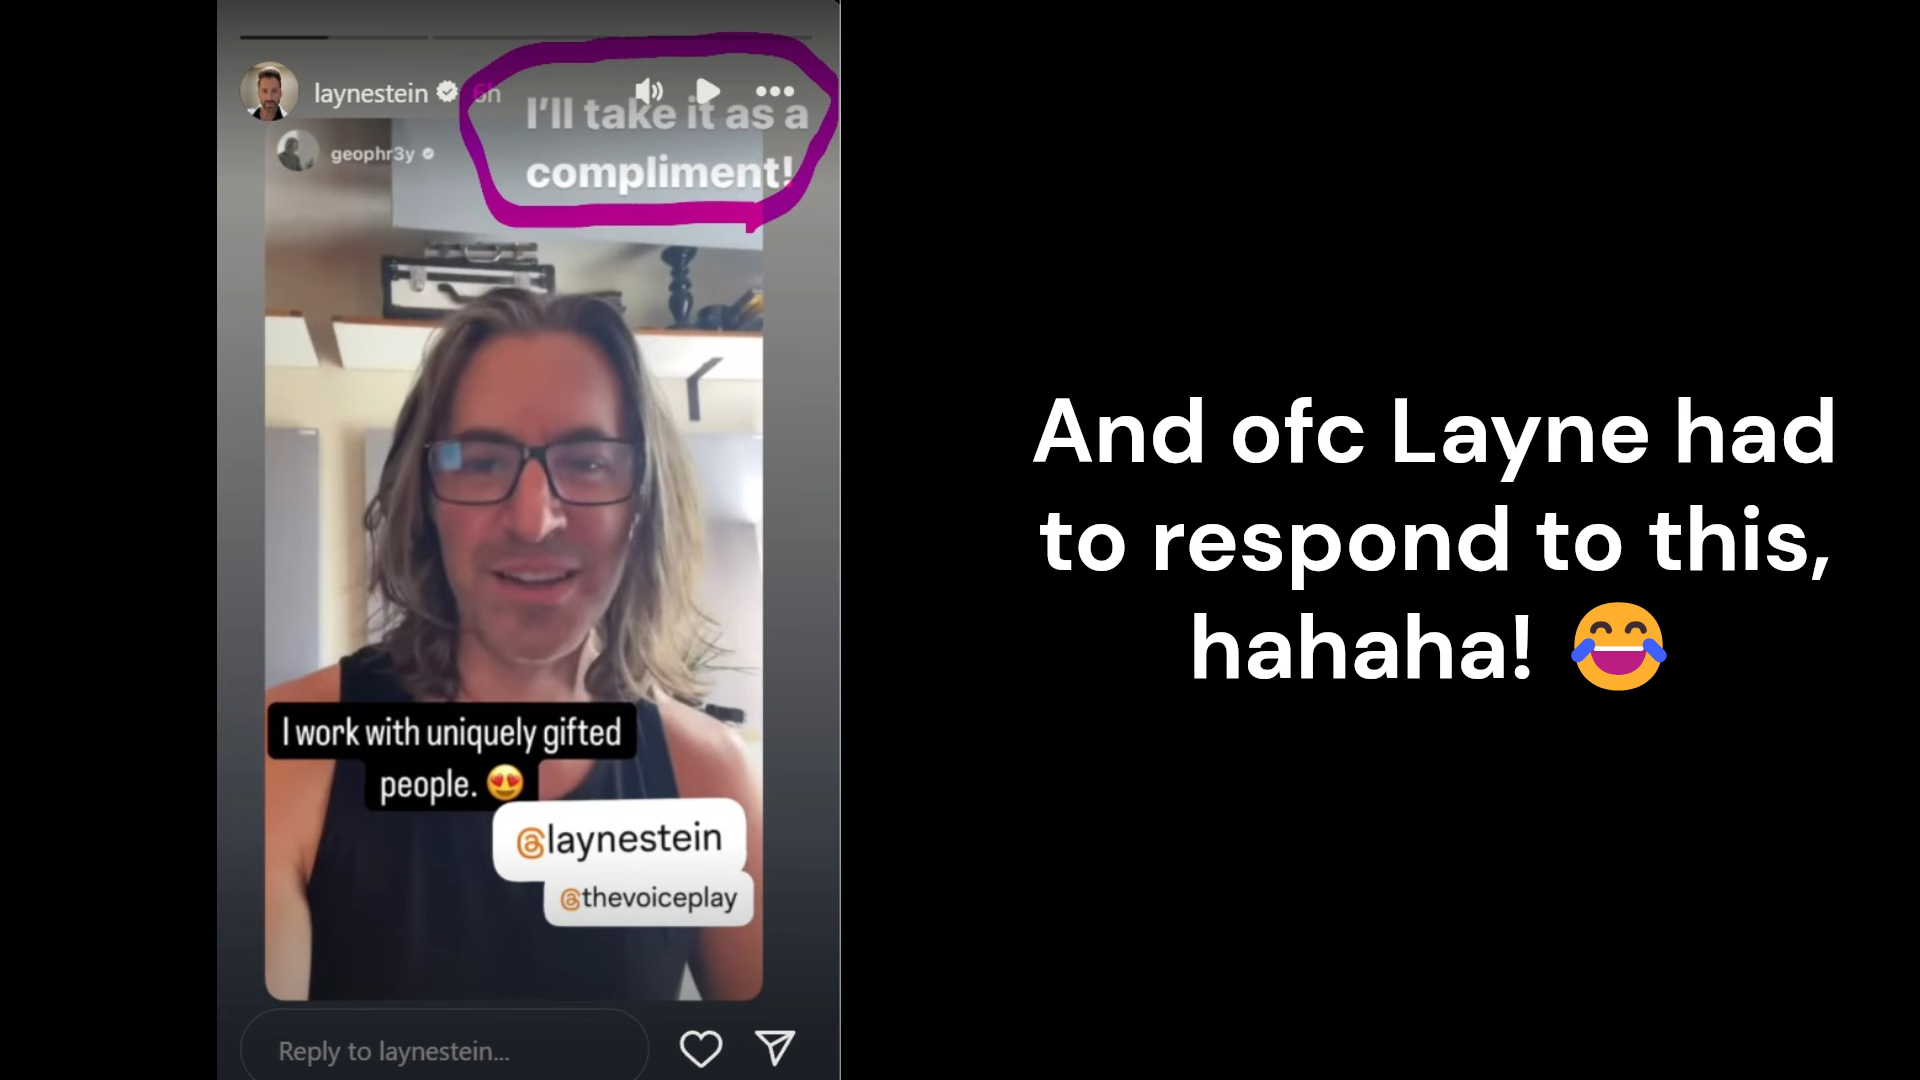 laynestein 6h
I'll take it as a
compliment!
geophr3y
I work with uniquely gifted
people. 😍
@laynestein
@thevoiceplay
Reply to laynestein...
And ofc Layne had
to respond to this,
hahaha! 😂